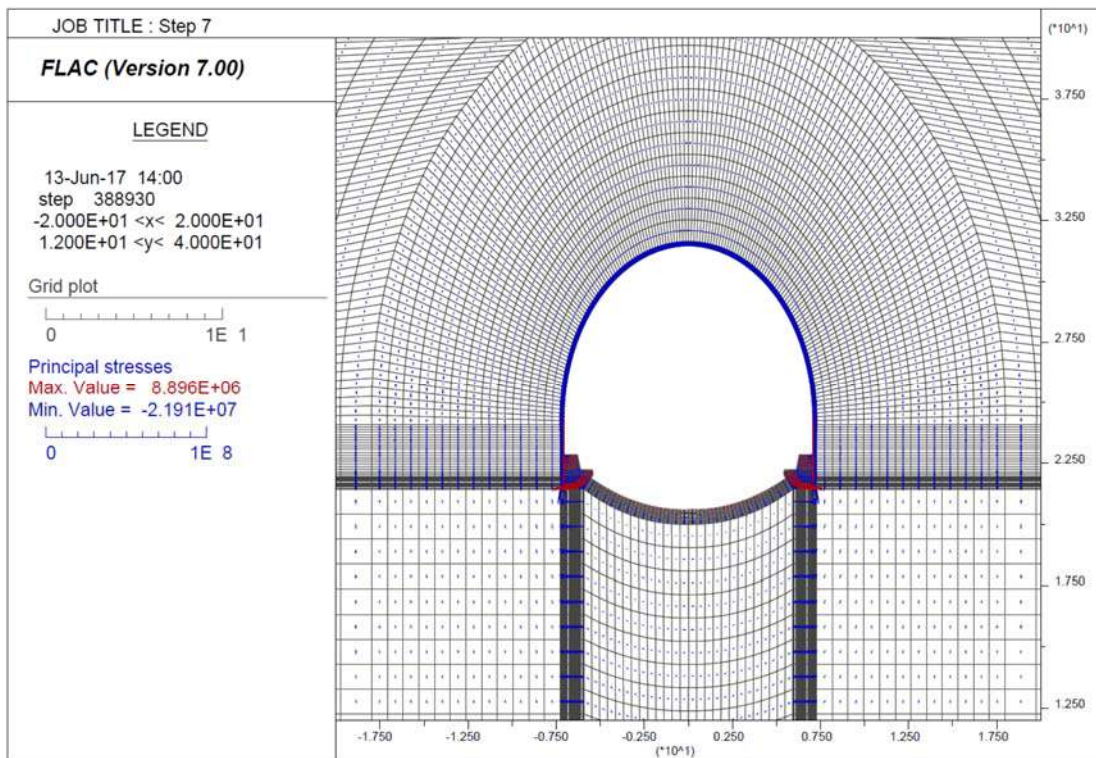 JOB TITLE : Step 7
FLAC (Version 7.00)
LEGEND
13-Jun-17 14:00
step 388930
-2.000E+01 <x< 2.000E+01
1.200E+01 <y< 4.000E+01
Grid plot
0 1E 1
Principal stresses
Max. Value = 8.896E+06
Min. Value = -2.191E+07
0 1E 8
(*10^1)
3.750
3.250
2.750
2.250
1.750
1.250
-1.750 -1.250 -0.750 -0.250 0.250 0.750 1.250 1.750
(*10^1)